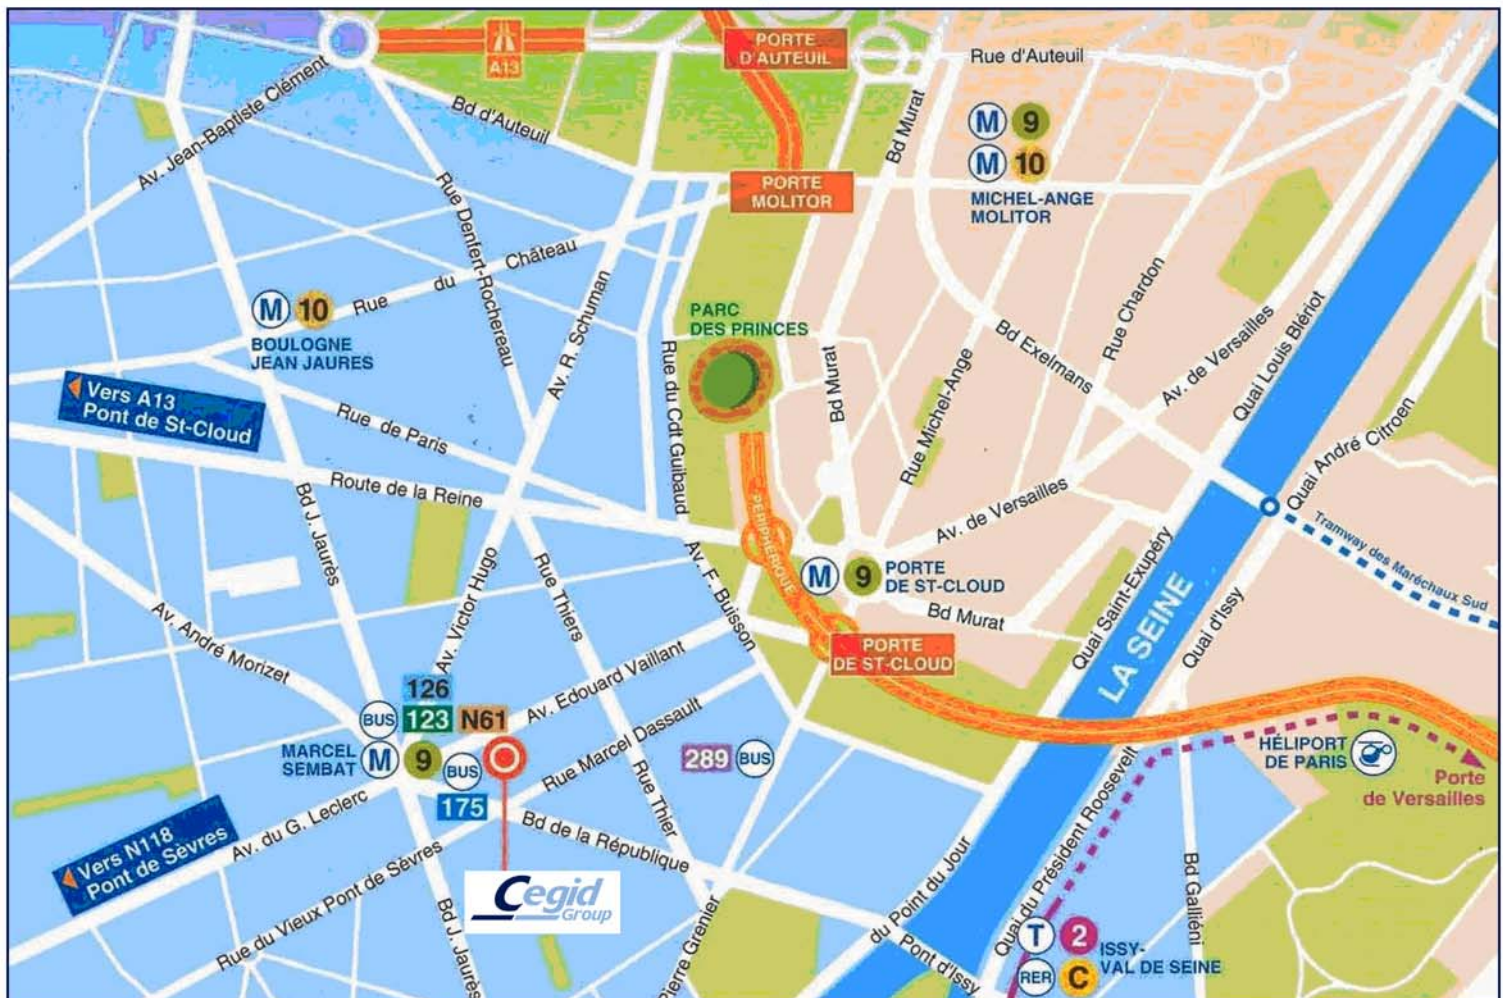 A13
PORTE
D'AUTEUIL
Rue d'Auteuil
Av. Jean-Baptiste Clément
Bd d'Auteuil
Bd Murat
M 9
M 10
MICHEL-ANGE
MOLITOR
PORTE
MOLITOR
Rue Denfert-Rochereau
Rue du Château
M 10
BOULOGNE
JEAN JAURES
Av. R. Schuman
PARC
DES PRINCES
Rue du Cdt Guibaud
Bd Murat
Bd Exelmans
Rue Chardon
Av. de Versailles
Quai Louis Blériot
Rue Michel-Ange
Vers A13
Pont de St-Cloud
Rue de Paris
Route de la Reine
Bd J. Jaurès
PÉRIPHÉRIQUE
Av. de Versailles
Quai André Citroen
Tramway des Maréchaux Sud
M 9 PORTE
DE ST-CLOUD
Bd Murat
Quai Saint-Exupéry
LA SEINE
Quai d'Issy
Av. F. Buisson
Av. Victor Hugo
Rue Thiers
Av. André Morizet
PORTE
DE ST-CLOUD
Av. Edouard Vaillant
126
BUS 123 N61
MARCEL
SEMBAT M 9
BUS
175
Rue Marcel Dassault
289 BUS
HÉLIPORT
DE PARIS
Porte
de Versailles
Vers N118
Pont de Sèvres
Av. du G. Leclerc
Rue du Vieux Pont de Sèvres
Bd de la République
Rue Thier
Cegid
Group
Bd J. Jaurès
Pierre Grenier
du Point du Jour
Pont d'Issy
Quai du Président Roosevelt
Bd Galliéni
T 2 ISSY-
VAL DE SEINE
RER C